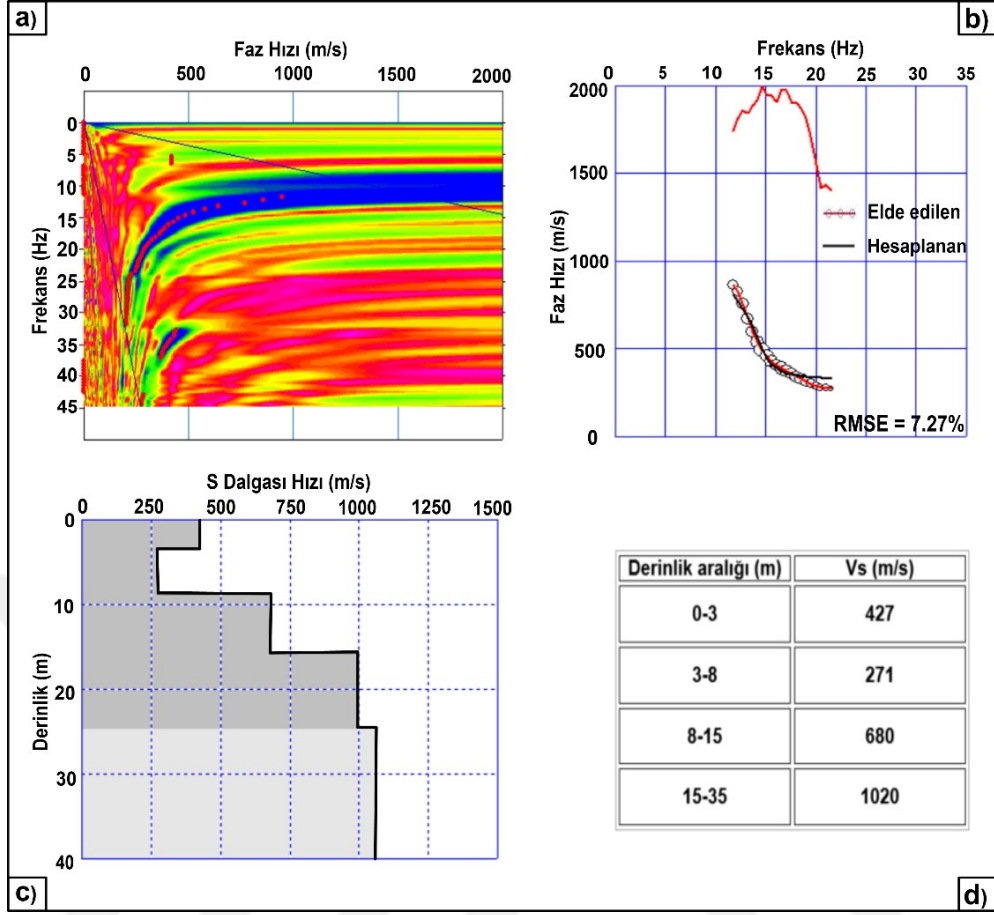 a)
Faz Hızı (m/s)
0 500 1000 1500 2000
Frekans (Hz)
0
5
10
15
20
25
30
35
40
45
b)
Frekans (Hz)
0 5 10 15 20 25 30 35
Faz Hızı (m/s)
2000
1500
1000
500
0
Elde edilen
Hesaplanan
RMSE = 7.27%
S Dalgası Hızı (m/s)
0 250 500 750 1000 1250 1500
Derinlik (m)
0
10
20
30
40
c)
Derinlik aralığı (m) Vs (m/s)
0-3 427
3-8 271
8-15 680
15-35 1020
d)